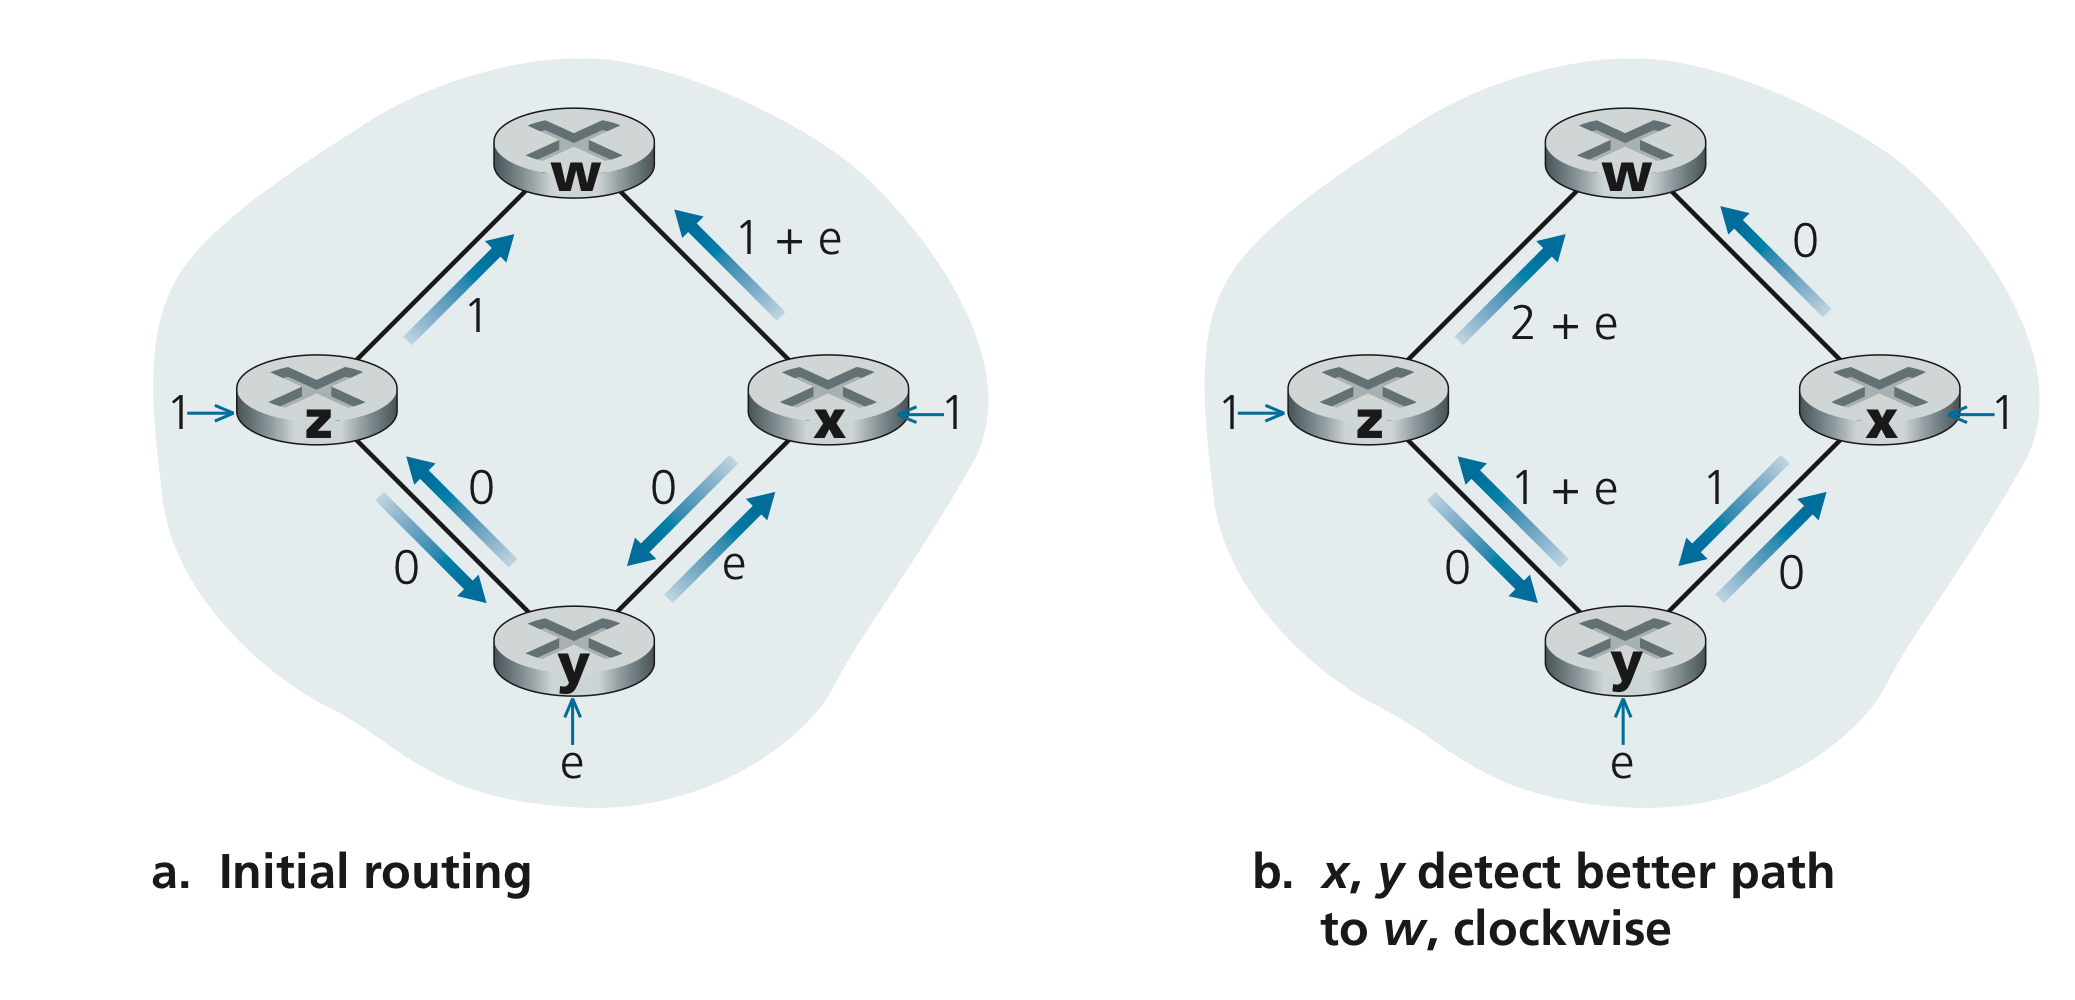 w
1 + e
1
1
z
x
1
0
0
0
e
y
e
a. Initial routing
w
0
2 + e
1
z
x
1
1 + e
1
0
0
y
e
b. x, y detect better path
to w, clockwise